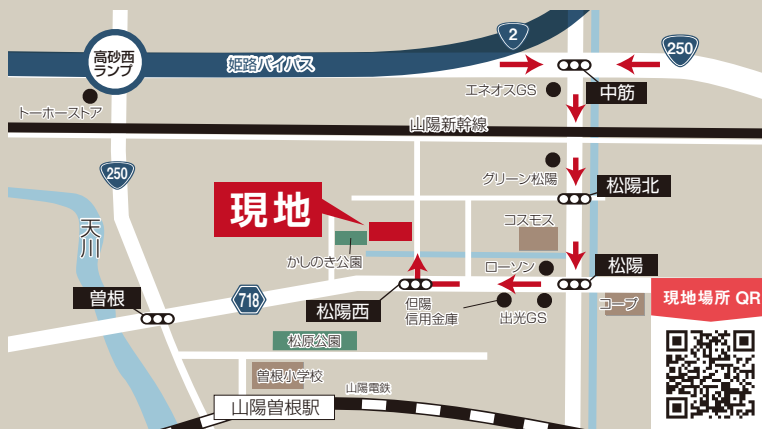 高砂西
ランプ
姫路バイパス
2
250
トーホーストア
エネオスGS
中筋
山陽新幹線
250
グリーン松陽
松陽北
現地
天川
コスモス
かしのき公園
ローソン
松陽
曽根
718
松陽西
但陽
信用金庫
出光GS
コープ
現地場所 QR
松原公園
曽根小学校
山陽電鉄
山陽曽根駅